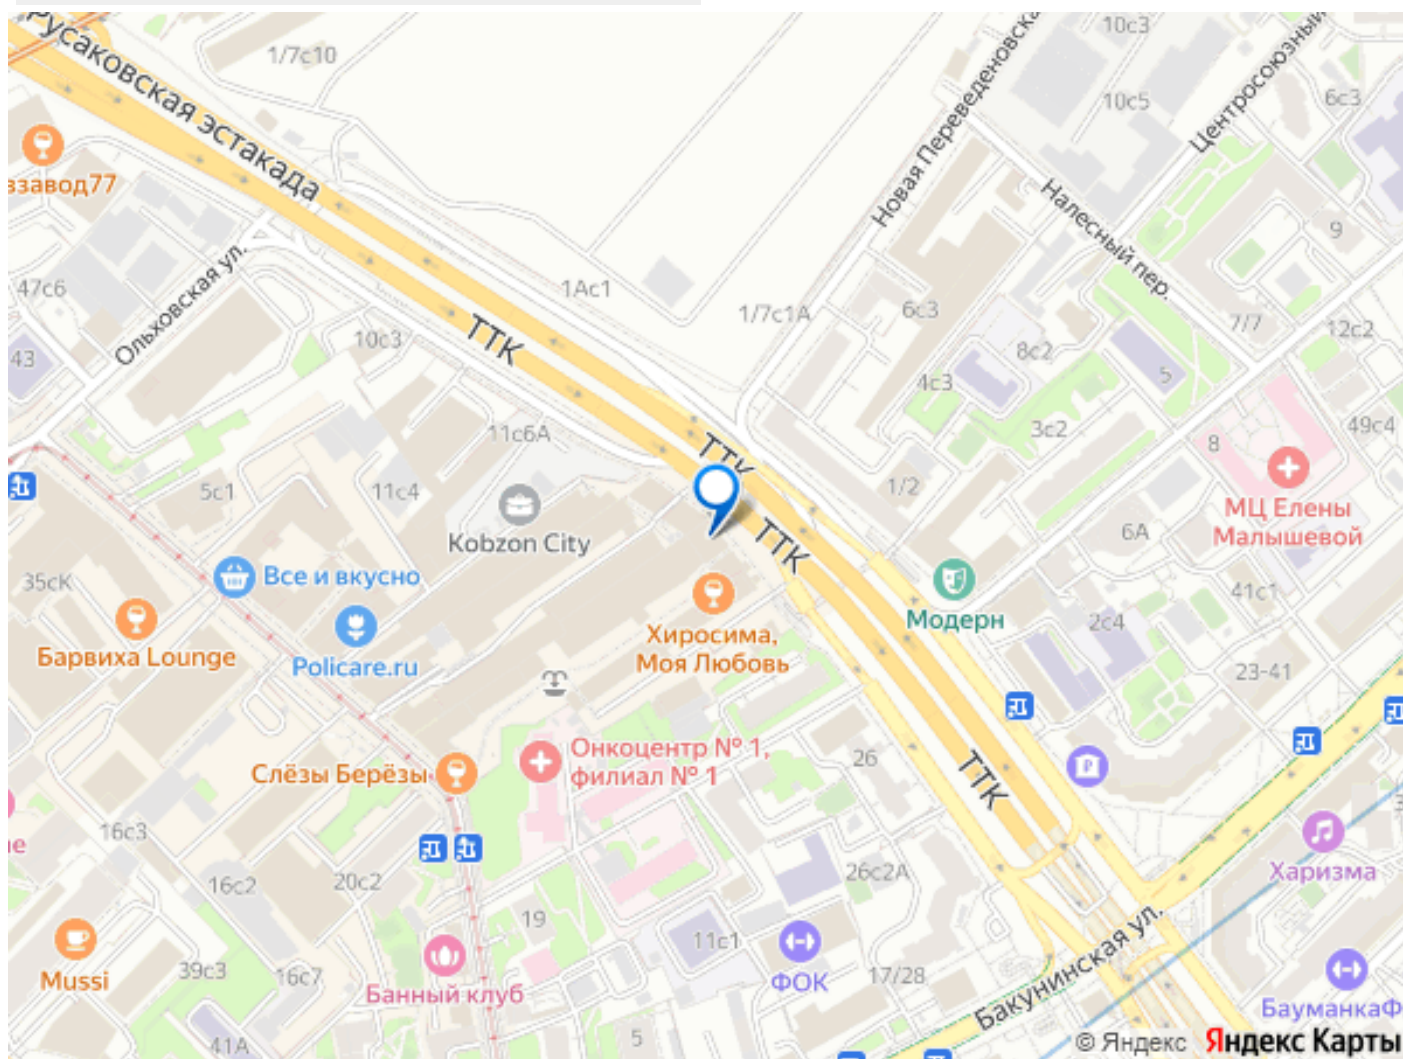 Русаковская эстакада
1/7с10
10с3
Центросоюзный
6с3
10с5
Новая Переведеновска
взавод77
Налесный пер.
9
47с6
Ольховская ул.
1Ас1
1/7с1А
6с3
7/7
12с2
43
10с3
ТТК
8с2
5
4с3
3с2
49с4
8
11с6А
ТТК
5с1
11с4
1/2
МЦ Елены
Малышевой
Kobzon City
ТТК
6А
35сК
Все и вкусно
41с1
Модерн
2с4
Барвиха Lounge
Policare.ru
Хиросима,
Моя Любовь
23-41
Онкоцентр № 1,
филиал № 1
26
Слёзы Берёзы
ТТК
16с3
е
Харизма
16с2
20с2
26с2А
19
11с1
Бакунинская ул.
Mussi
39с3
16с7
Банный клуб
ФОК
17/28
БауманкаФ
5
41А
© Яндекс Яндекс Карты